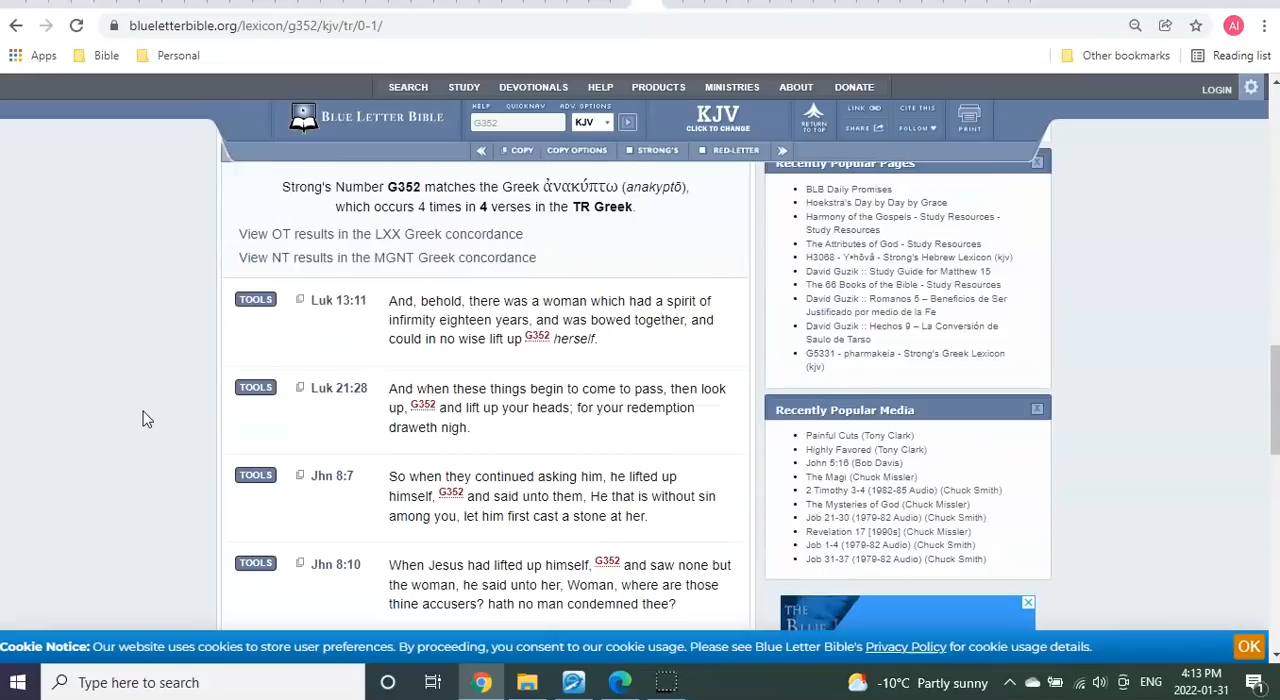 blueletterbible.org/lexicon/g352/kjv/tr/0-1/
AI
Apps
Bible
Personal
Other bookmarks
Reading list
SEARCH STUDY DEVOTIONALS HELP PRODUCTS MINISTRIES ABOUT DONATE
LOGIN
BLUE LETTER BIBLE
HELP QUICKNAV ADV. OPTIONS
G352
KJV
KJV
CLICK TO CHANGE
RETURN
TO TOP
LINK
SHARE
CITE THIS
FOLLOW
PRINT
COPY COPY OPTIONS STRONG'S RED-LETTER
Strong's Number G352 matches the Greek ἀνακύπτω (anakyptō),
which occurs 4 times in 4 verses in the TR Greek.
View OT results in the LXX Greek concordance
View NT results in the MGNT Greek concordance
TOOLS
Luk 13:11
And, behold, there was a woman which had a spirit of
infirmity eighteen years, and was bowed together, and
could in no wise lift up G352 herself.
TOOLS
Luk 21:28
And when these things begin to come to pass, then look
up, G352 and lift up your heads; for your redemption
draweth nigh.
TOOLS
Jhn 8:7
So when they continued asking him, he lifted up
himself, G352 and said unto them, He that is without sin
among you, let him first cast a stone at her.
TOOLS
Jhn 8:10
When Jesus had lifted up himself, G352 and saw none but
the woman, he said unto her, Woman, where are those
thine accusers? hath no man condemned thee?
Recently Popular Pages
BLB Daily Promises
Hoekstra's Day by Day by Grace
Harmony of the Gospels - Study Resources -
Study Resources
The Attributes of God - Study Resources
H3068 - Yᵊhōvâ - Strong's Hebrew Lexicon (kjv)
David Guzik :: Study Guide for Matthew 15
The 66 Books of the Bible - Study Resources
David Guzik :: Romanos 5 – Beneficios de Ser
Justificado por medio de la Fe
David Guzik :: Hechos 9 – La Conversión de
Saulo de Tarso
G5331 - pharmakeia - Strong's Greek Lexicon
(kjv)
Recently Popular Media
Painful Cuts (Tony Clark)
Highly Favored (Tony Clark)
John 5:16 (Bob Davis)
The Magi (Chuck Missler)
2 Timothy 3-4 (1982-85 Audio) (Chuck Smith)
The Mysteries of God (Chuck Missler)
Job 21-30 (1979-82 Audio) (Chuck Smith)
Revelation 17 [1990s] (Chuck Missler)
Job 1-4 (1979-82 Audio) (Chuck Smith)
Job 31-37 (1979-82 Audio) (Chuck Smith)
THE
Cookie Notice: Our website uses cookies to store user preferences. By proceeding, you consent to our cookie usage. Please see Blue Letter Bible's Privacy Policy for cookie usage details.
OK
Type here to search
-10°C Partly sunny
ENG
4:13 PM
2022-01-31